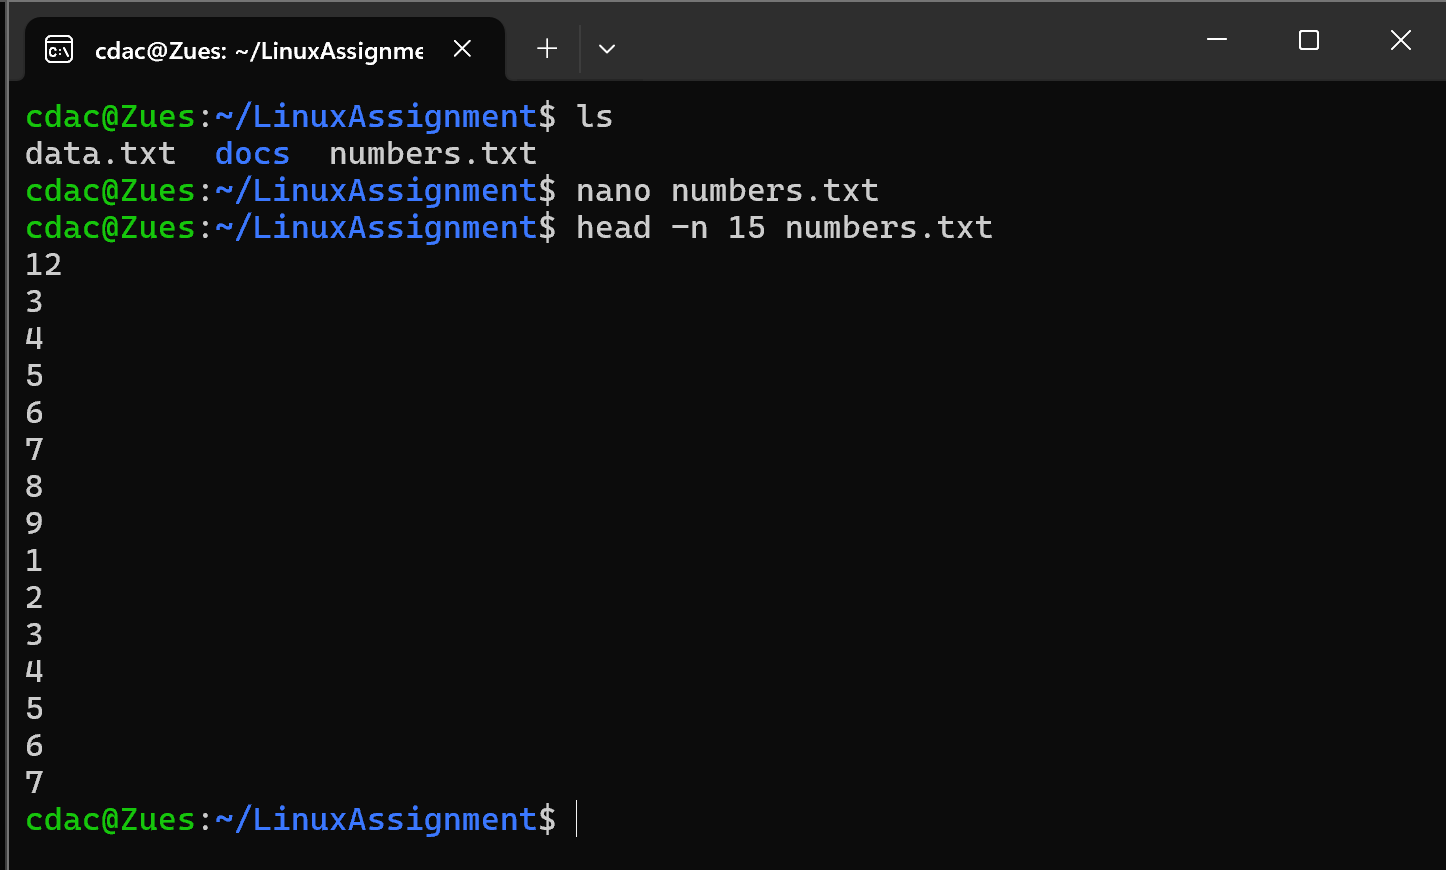 cdac@Zues: ~/LinuxAssignme
cdac@Zues:~/LinuxAssignment$ ls
data.txt  docs  numbers.txt
cdac@Zues:~/LinuxAssignment$ nano numbers.txt
cdac@Zues:~/LinuxAssignment$ head -n 15 numbers.txt
12
3
4
5
6
7
8
9
1
2
3
4
5
6
7
cdac@Zues:~/LinuxAssignment$